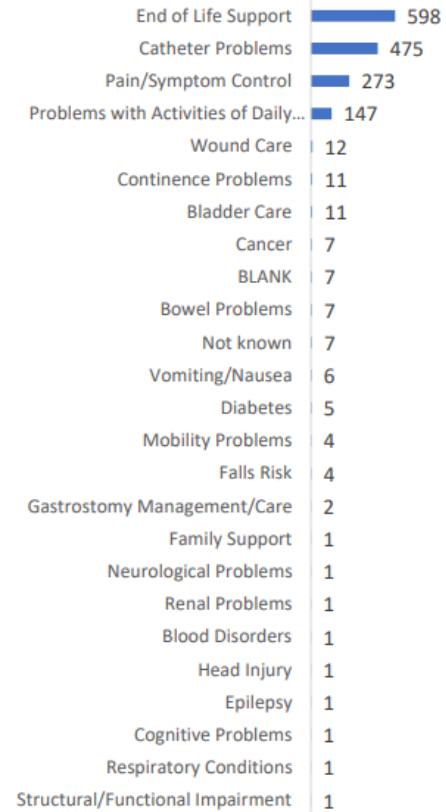 End of Life Support 598
Catheter Problems 475
Pain/Symptom Control 273
Problems with Activities of Daily... 147
Wound Care 12
Continence Problems 11
Bladder Care 11
Cancer 7
BLANK 7
Bowel Problems 7
Not known 7
Vomiting/Nausea 6
Diabetes 5
Mobility Problems 4
Falls Risk 4
Gastrostomy Management/Care 2
Family Support 1
Neurological Problems 1
Renal Problems 1
Blood Disorders 1
Head Injury 1
Epilepsy 1
Cognitive Problems 1
Respiratory Conditions 1
Structural/Functional Impairment 1